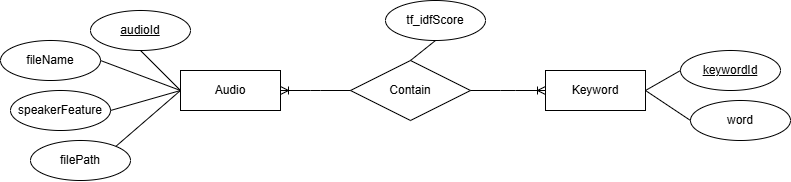 tf_idfScore
audioId
fileName
keywordId
Audio
Contain
Keyword
speakerFeature
word
filePath